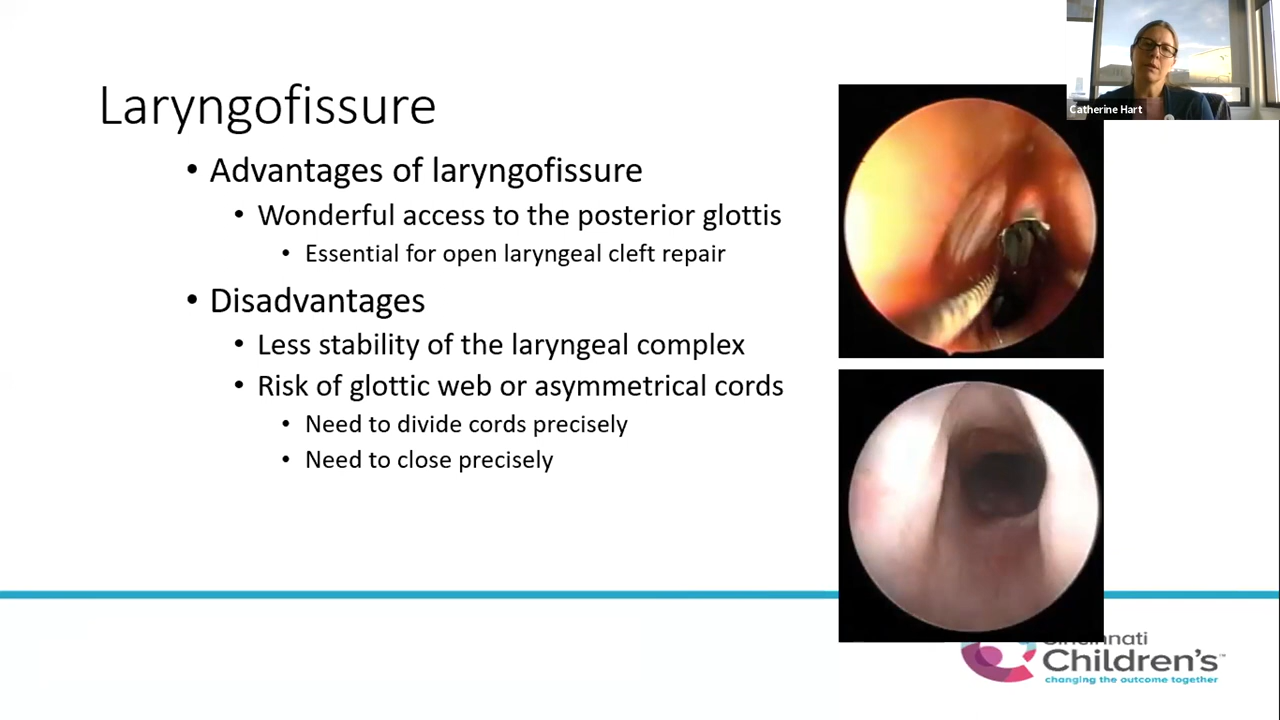 Catherine Hart
Laryngofissure
• Advantages of laryngofissure
• Wonderful access to the posterior glottis
• Essential for open laryngeal cleft repair
• Disadvantages
• Less stability of the laryngeal complex
• Risk of glottic web or asymmetrical cords
• Need to divide cords precisely
• Need to close precisely
Cincinnati
Children's™
changing the outcome together